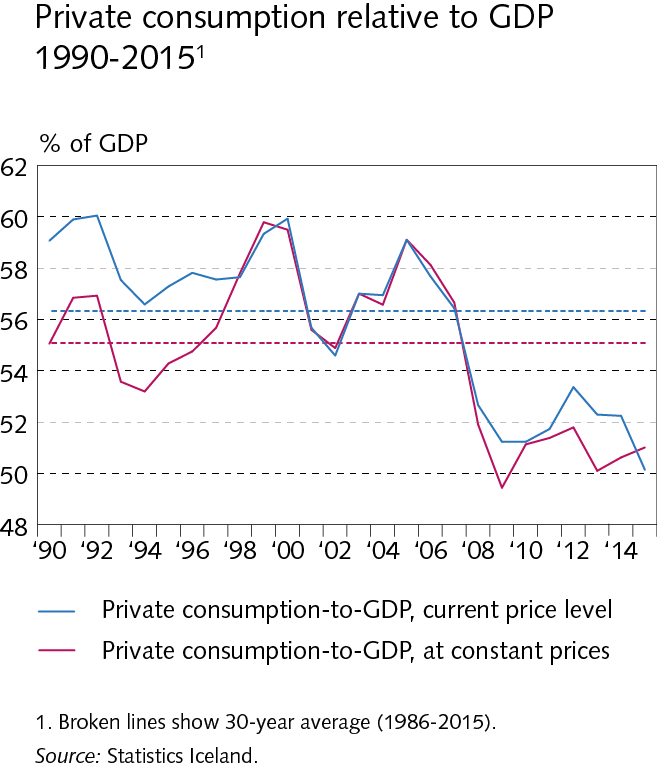 Private consumption relative to GDP
1990-2015¹
% of GDP
62
60
58
56
54
52
50
48
‘90 ‘92 ‘94 ‘96 ‘98 ‘00 ‘02 ‘04 ‘06 ‘08 ‘10 ‘12 ‘14
Private consumption-to-GDP, current price level
Private consumption-to-GDP, at constant prices
1. Broken lines show 30-year average (1986-2015).
Source: Statistics Iceland.